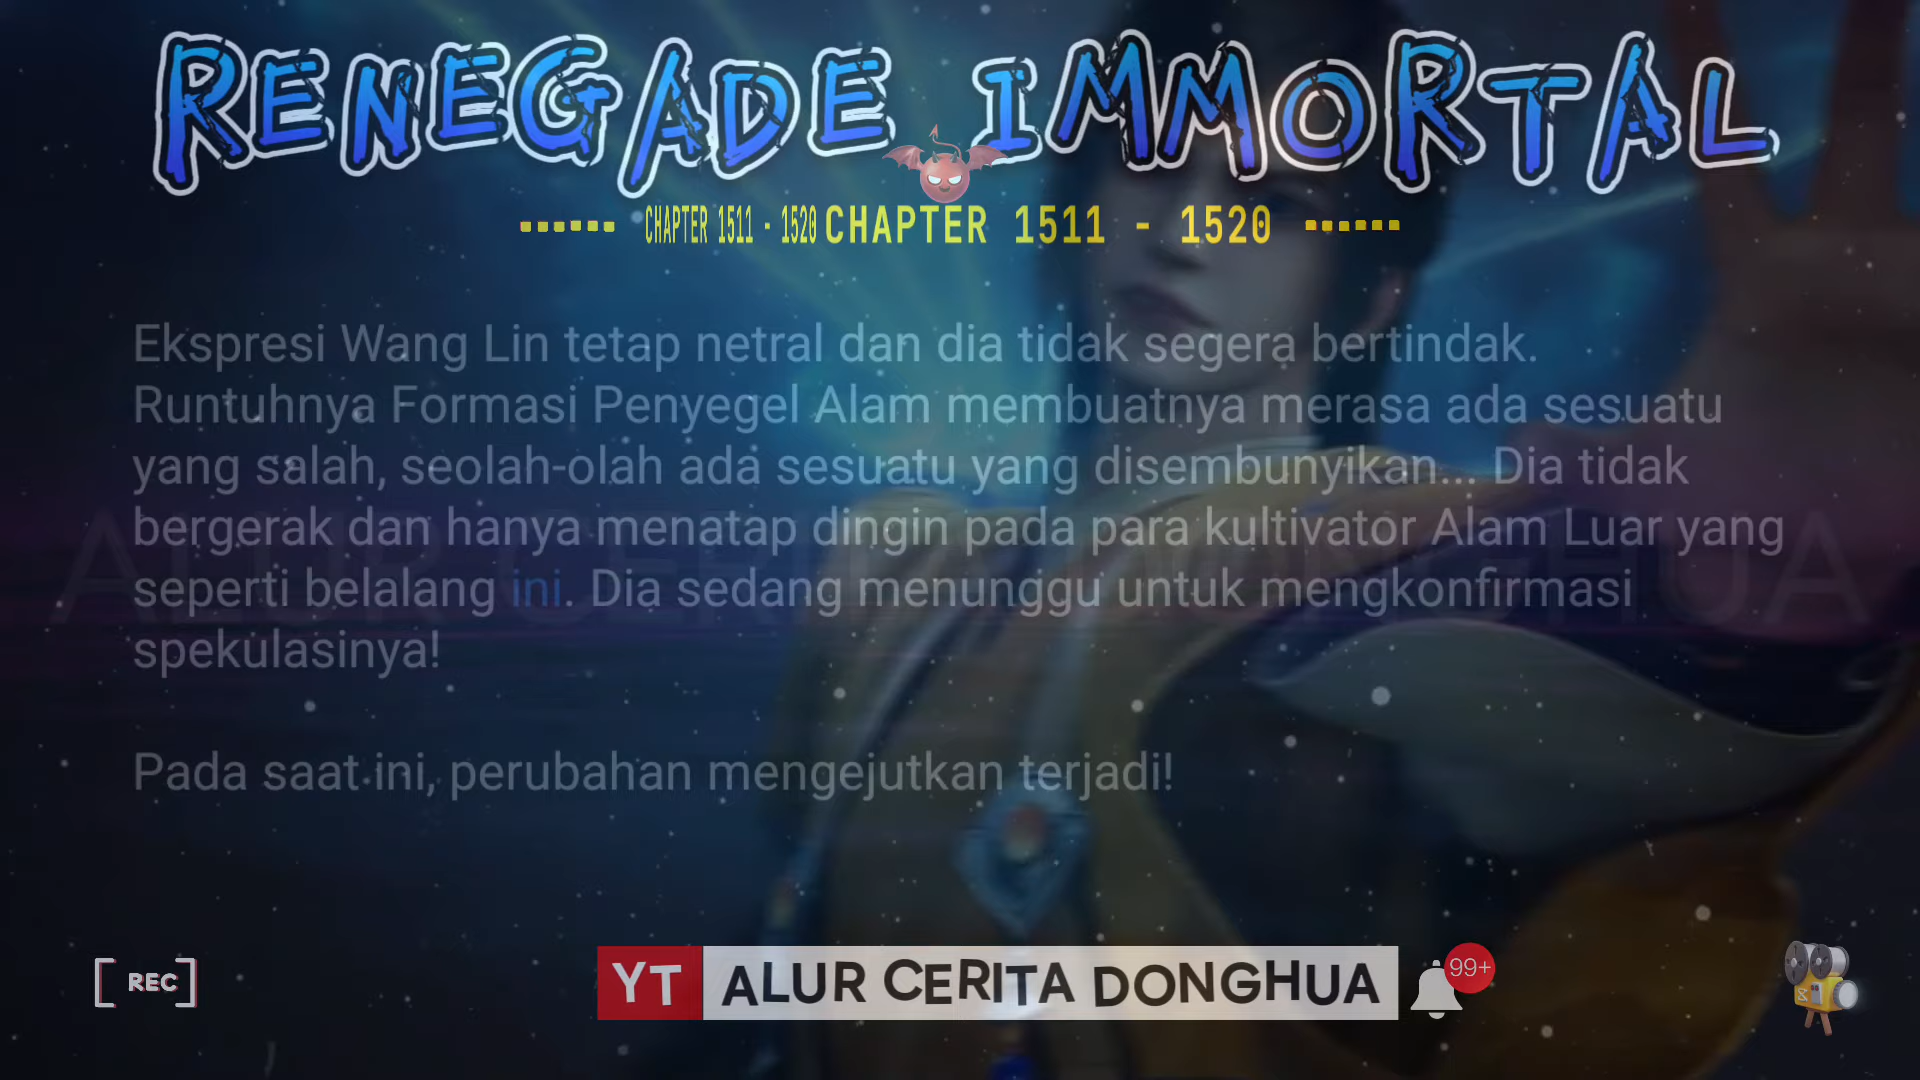 RENEGADE IMMORTAL
CHAPTER 1511 - 1520 CHAPTER 1511 - 1520
Ekspresi Wang Lin tetap netral dan dia tidak segera bertindak.
Runtuhnya Formasi Penyegel Alam membuatnya merasa ada sesuatu
yang salah, seolah-olah ada sesuatu yang disembunyikan... Dia tidak
bergerak dan hanya menatap dingin pada para kultivator Alam Luar yang
seperti belalang ini. Dia sedang menunggu untuk mengkonfirmasi
spekulasinya!
Pada saat ini, perubahan mengejutkan terjadi!
ALUR CERITA DONGHUA
[REC]
YT ALUR CERITA DONGHUA 99+